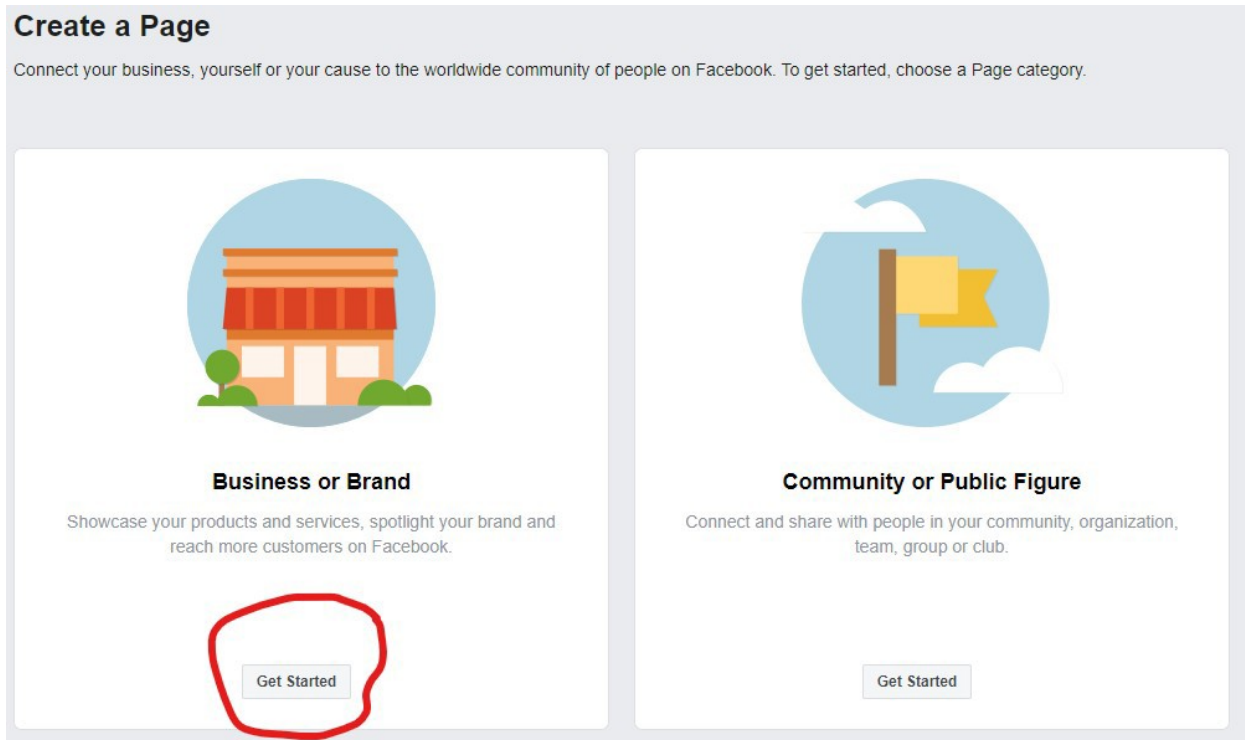 Create a Page
Connect your business, yourself or your cause to the worldwide community of people on Facebook. To get started, choose a Page category.
Business or Brand
Showcase your products and services, spotlight your brand and
reach more customers on Facebook.
Get Started
Community or Public Figure
Connect and share with people in your community, organization,
team, group or club.
Get Started